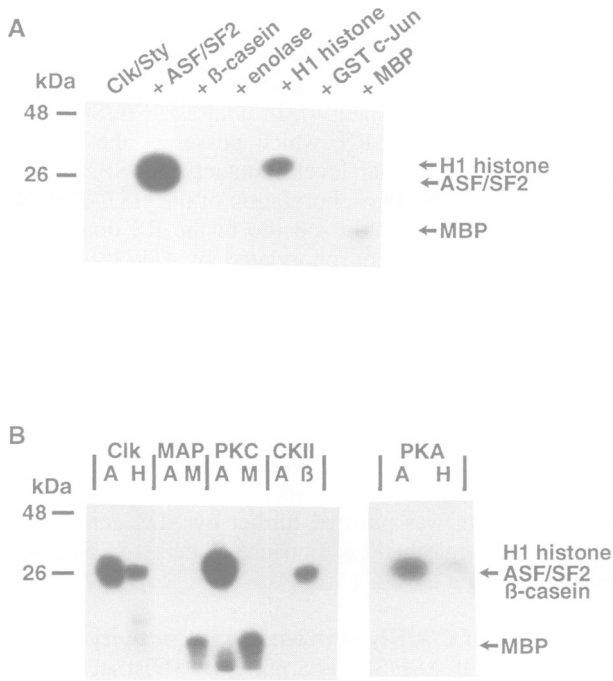 A
kDa
Clk/Sty
+ ASF/SF2
+ ß-casein
+ enolase
+ H1 histone
+ GST c-Jun
+ MBP
48
26
H1 histone
ASF/SF2
MBP
B
Clk MAP PKC CKII PKA
A H A M A M A ß A H
kDa
48
26
H1 histone
ASF/SF2
ß-casein
MBP